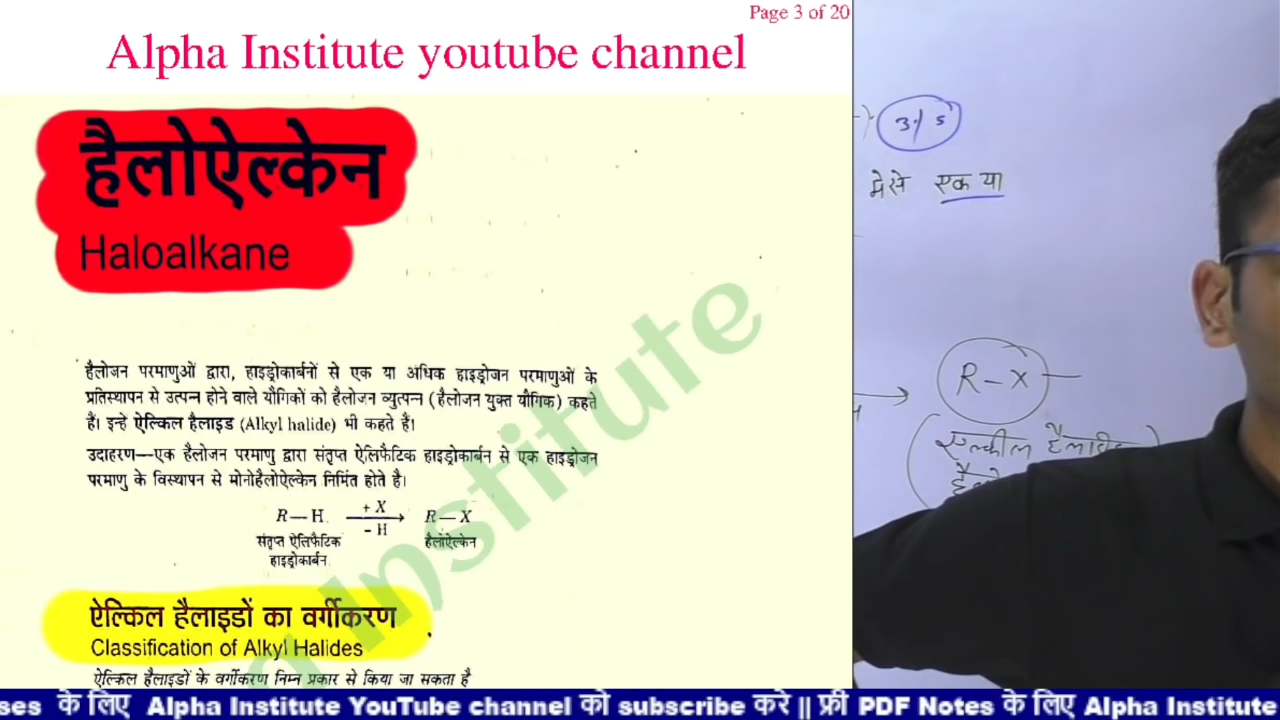 Page 3 of 20
Alpha Institute youtube channel
हैलोऐल्केन
Haloalkane
हैलोजन परमाणुओं द्वारा, हाइड्रोकार्बनों से एक या अधिक हाइड्रोजन परमाणुओं के
प्रतिस्थापन से उत्पन्न होने वाले यौगिकों को हैलोजन व्युत्पन्न (हैलोजन युक्त यौगिक) कहते
हैं। इन्हें ऐल्किल हैलाइड (Alkyl halide) भी कहते हैं।
उदाहरण—एक हैलोजन परमाणु द्वारा संतृप्त ऐलिफैटिक हाइड्रोकार्बन से एक हाइड्रोजन
परमाणु के विस्थापन से मोनोहैलोऐल्केन निर्मित होते है।
+ X
R—H ⟶ R—X
– H
संतृप्त ऐलिफैटिक हैलोऐल्केन
हाइड्रोकार्बन
ऐल्किल हैलाइडों का वर्गीकरण
Classification of Alkyl Halides
ऐल्किल हैलाइडों के वर्गीकरण निम्न प्रकार से किया जा सकता है
Institute
मेसे एक या
R–X
एल्कील
ses के लिए Alpha Institute YouTube channel को subscribe करे || फ्री PDF Notes के लिए Alpha Institute